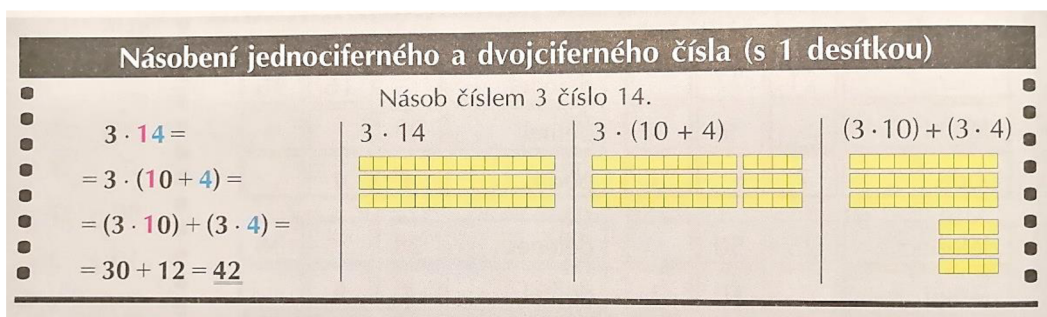 Násobení jednociferného a dvojciferného čísla (s 1 desítkou)
Násob číslem 3 číslo 14.
3 · 14 =
= 3 · (10 + 4) =
= (3 · 10) + (3 · 4) =
= 30 + 12 = 42
3 · 14
3 · (10 + 4)
(3 · 10) + (3 · 4)